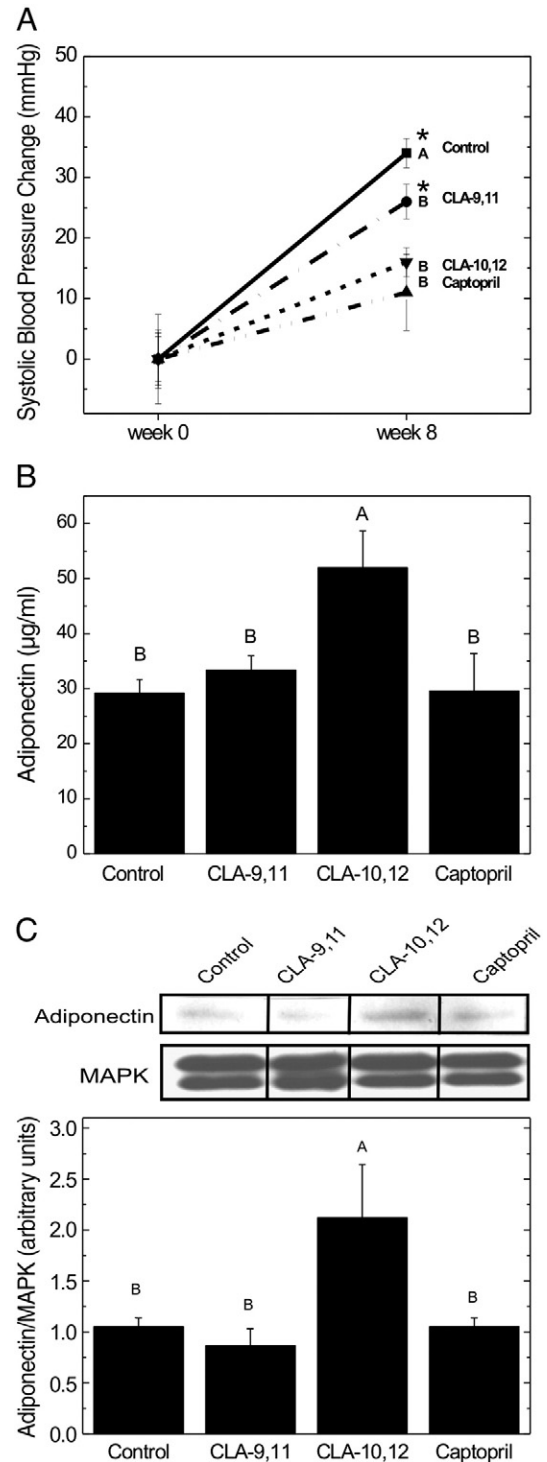 A
Systolic Blood Pressure Change (mmHg)
50
40
30
20
10
0
*
A Control
*
B CLA-9,11
B CLA-10,12
B Captopril
week 0 week 8
B
Adiponectin (µg/ml)
60
50
40
30
20
10
0
B B A B
Control CLA-9,11 CLA-10,12 Captopril
C
Control CLA-9,11 CLA-10,12 Captopril
Adiponectin
MAPK
Adiponectin/MAPK (arbitrary units)
3.0
2.5
2.0
1.5
1.0
0.5
0.0
B B A B
Control CLA-9,11 CLA-10,12 Captopril